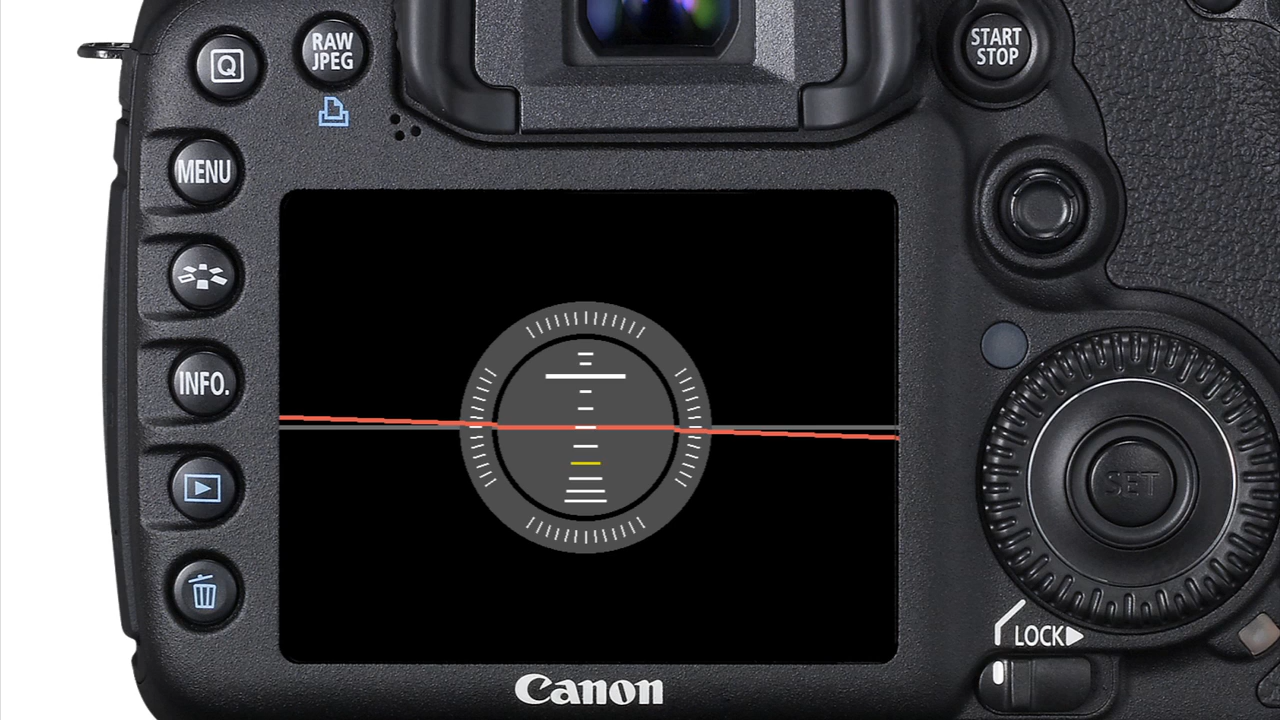 Q
RAW
JPEG
START
STOP
MENU
INFO.
SET
LOCK
Canon